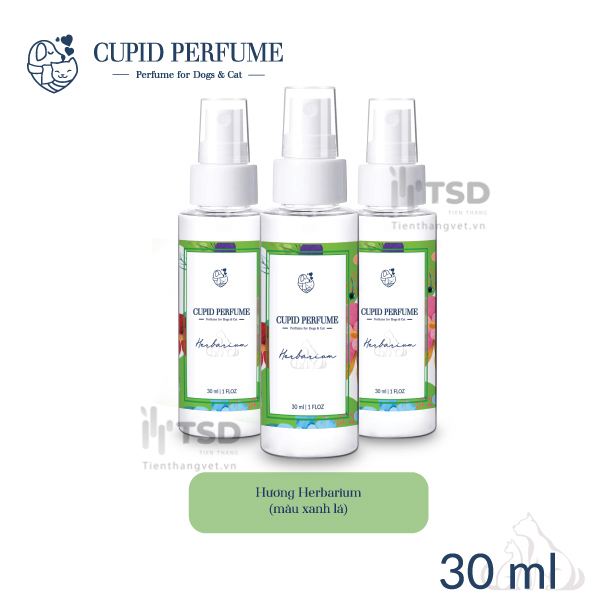 CUPID PERFUME
Perfume for Dogs & Cat
TSD
TIEN THANG
Tienthangvet.vn
CUPID PERFUME
Perfume for Dogs & Cat
Herbarium
30 ml | 1 FLOZ
CUPID PERFUME
Perfume for Dogs & Cat
Herbarium
30 ml | 1 FLOZ
CUPID PERFUME
Perfume for Dogs & Cat
Herbarium
30 ml | 1 FLOZ
TSD
TIEN THANG
Tienthangvet.vn
Hương Herbarium
(màu xanh lá)
30 ml